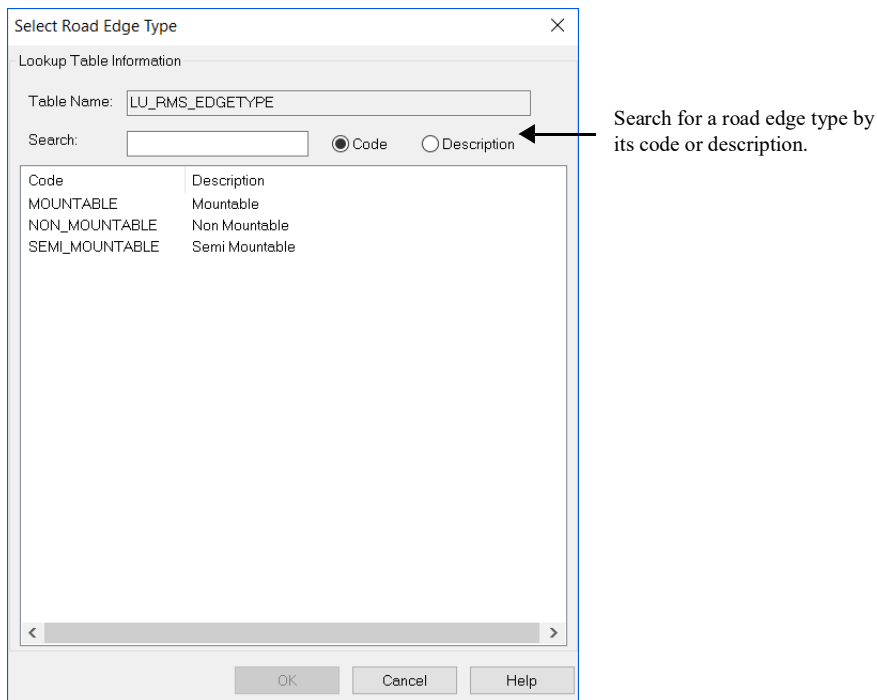 Select Road Edge Type
Lookup Table Information
Table Name: LU_RMS_EDGETYPE
Search: Code Description
Search for a road edge type by
its code or description.
Code Description
MOUNTABLE Mountable
NON_MOUNTABLE Non Mountable
SEMI_MOUNTABLE Semi Mountable
OK Cancel Help